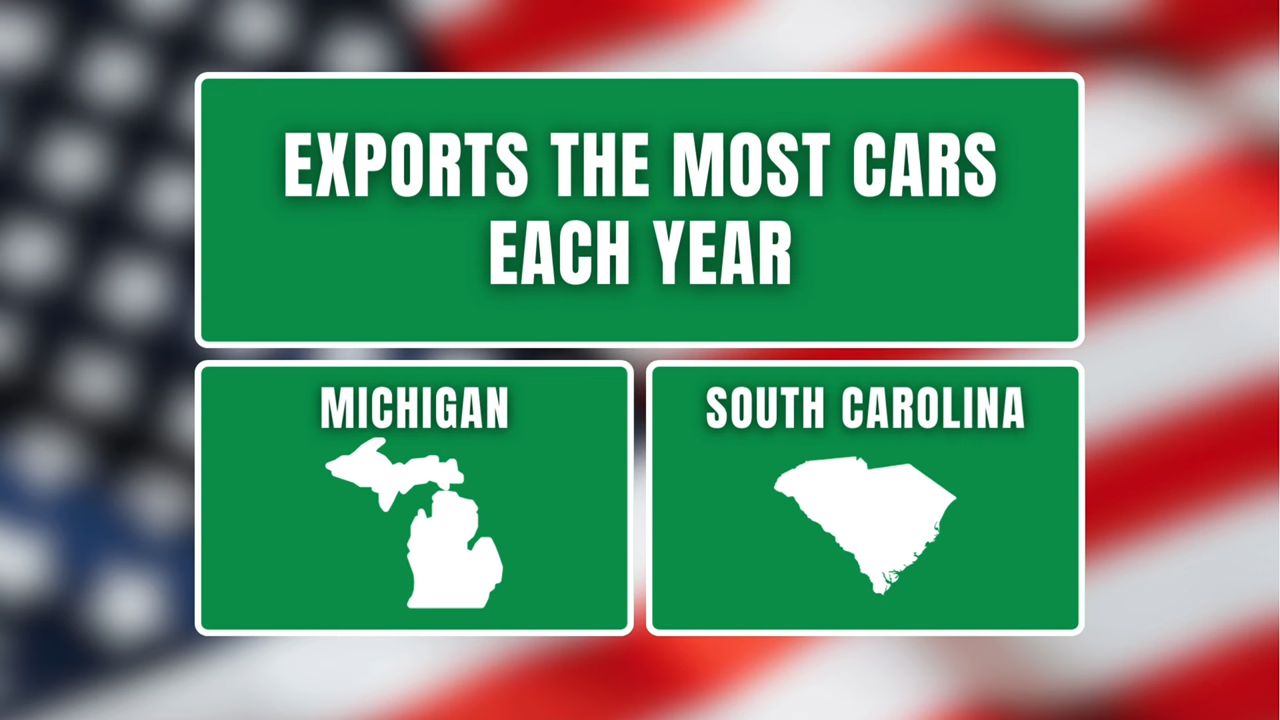 EXPORTS THE MOST CARS
EACH YEAR
MICHIGAN
SOUTH CAROLINA